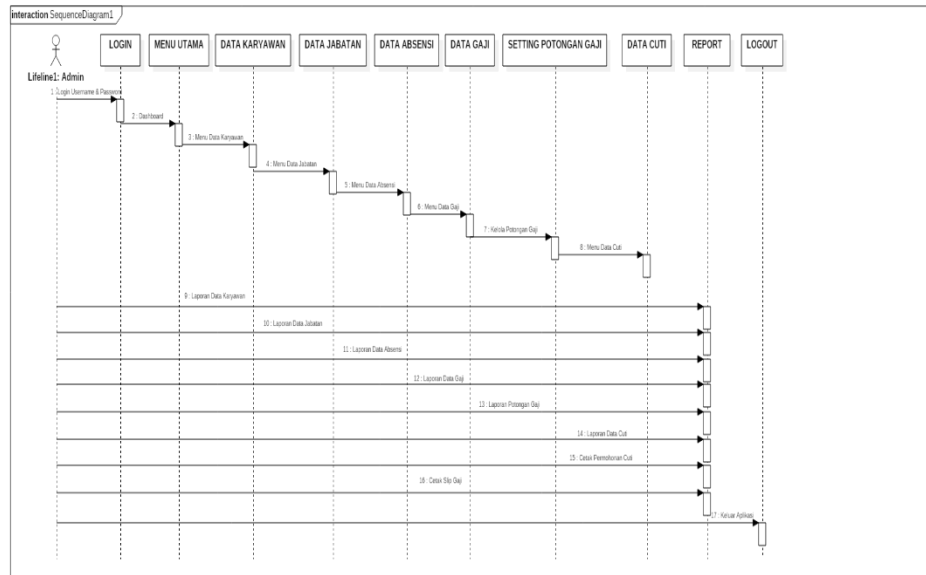 interaction SequenceDiagram1
LOGIN
MENU UTAMA
DATA KARYAWAN
DATA JABATAN
DATA ABSENSI
DATA GAJI
SETTING POTONGAN GAJI
DATA CUTI
REPORT
LOGOUT
Lifeline1: Admin
1 : Login Username & Password
2 : Dashboard
3 : Menu Data Karyawan
4 : Menu Data Jabatan
5 : Menu Data Absensi
6 : Menu Data Gaji
7 : Kelola Potongan Gaji
8 : Menu Data Cuti
9 : Laporan Data Karyawan
10 : Laporan Data Jabatan
11 : Laporan Data Absensi
12 : Laporan Data Gaji
13 : Laporan Potongan Gaji
14 : Laporan Data Cuti
15 : Cetak Permohonan Cuti
16 : Cetak Slip Gaji
17 : Keluar Aplikasi